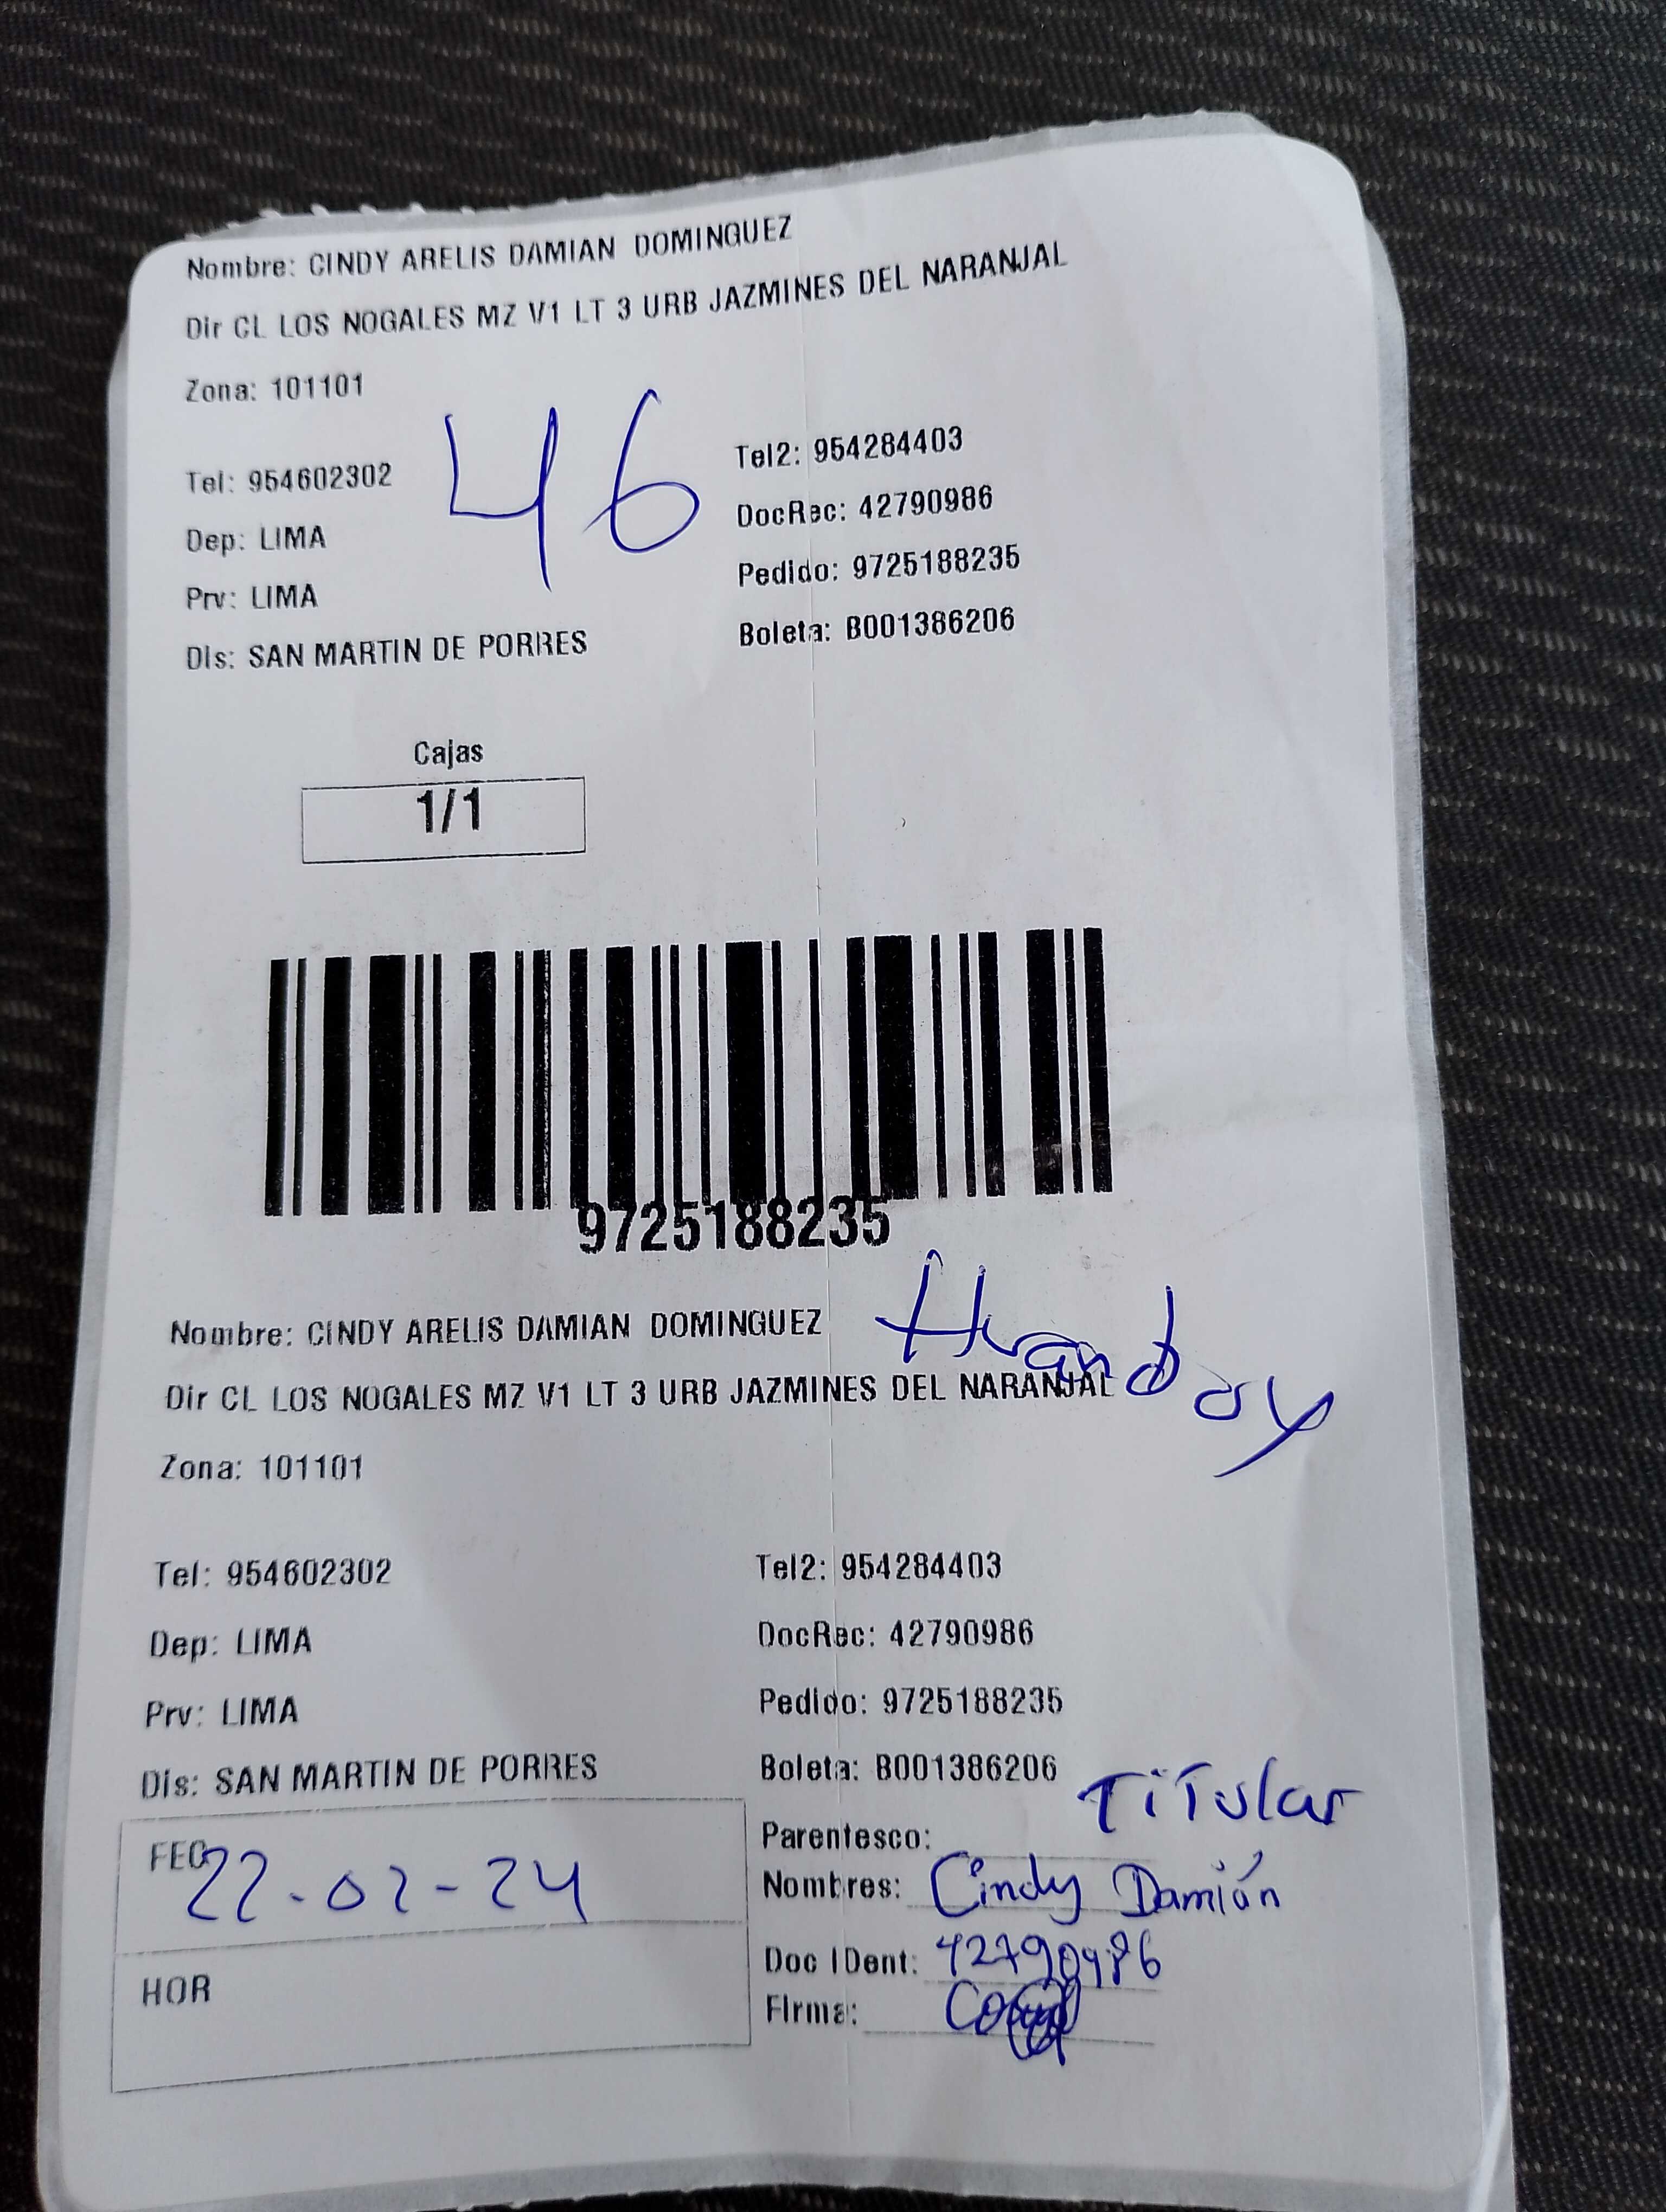 Nombre: CINDY ARELIS DAMIAN DOMINGUEZ
Dir CL LOS NOGALES MZ V1 LT 3 URB JAZMINES DEL NARANJAL
Zona: 101101
46
Tel: 954602302 Tel2: 954284403
Dep: LIMA DocRec: 42790986
Prv: LIMA Pedido: 9725188235
Dis: SAN MARTIN DE PORRES Boleta: B001386206
Cajas
1/1
9725188235
Nombre: CINDY ARELIS DAMIAN DOMINGUEZ
Dir CL LOS NOGALES MZ V1 LT 3 URB JAZMINES DEL NARANJAL
Zona: 101101
Tel: 954602302 Tel2: 954284403
Dep: LIMA DocRec: 42790986
Prv: LIMA Pedido: 9725188235
Dis: SAN MARTIN DE PORRES Boleta: B001386206
Parentesco: TiTular
FEC 22-02-24 Nombres: Cindy Damián
Doc IDent: 42790986
HOR Firma: